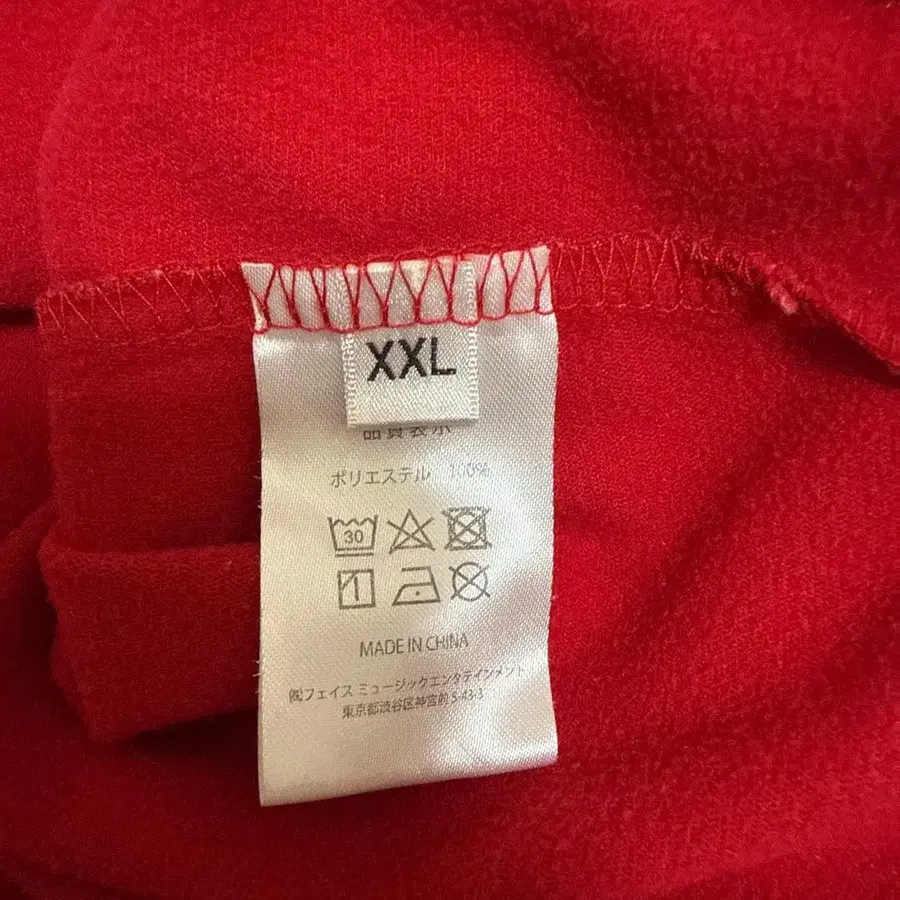 XXL
品質表示
ポリエステル 100%
30
MADE IN CHINA
㈱フェイス ミュージックエンタテインメント
東京都渋谷区神宮前 5-43-3